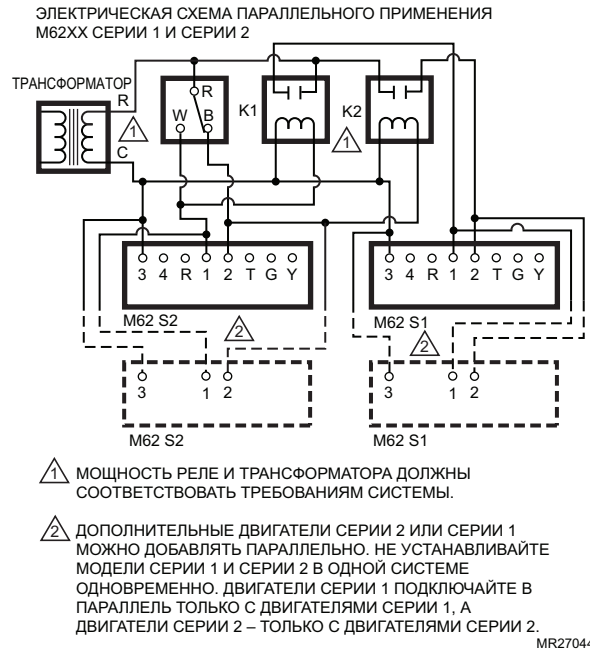 ЭЛЕКТРИЧЕСКАЯ СХЕМА ПАРАЛЛЕЛЬНОГО ПРИМЕНЕНИЯ
М62ХХ СЕРИИ 1 И СЕРИИ 2
ТРАНСФОРМАТОР
R
C
1
R
W B
K1
K2
1
3 4 R 1 2 T G Y
3 4 R 1 2 T G Y
M62 S2
2
M62 S1
2
3 1 2
3 1 2
M62 S2
M62 S1
1 МОЩНОСТЬ РЕЛЕ И ТРАНСФОРМАТОРА ДОЛЖНЫ
СООТВЕТСТВОВАТЬ ТРЕБОВАНИЯМ СИСТЕМЫ.
2 ДОПОЛНИТЕЛЬНЫЕ ДВИГАТЕЛИ СЕРИИ 2 ИЛИ СЕРИИ 1
МОЖНО ДОБАВЛЯТЬ ПАРАЛЛЕЛЬНО. НЕ УСТАНАВЛИВАЙТЕ
МОДЕЛИ СЕРИИ 1 И СЕРИИ 2 В ОДНОЙ СИСТЕМЕ
ОДНОВРЕМЕННО. ДВИГАТЕЛИ СЕРИИ 1 ПОДКЛЮЧАЙТЕ В
ПАРАЛЛЕЛЬ ТОЛЬКО С ДВИГАТЕЛЯМИ СЕРИИ 1, А
ДВИГАТЕЛИ СЕРИИ 2 – ТОЛЬКО С ДВИГАТЕЛЯМИ СЕРИИ 2.
MR27044